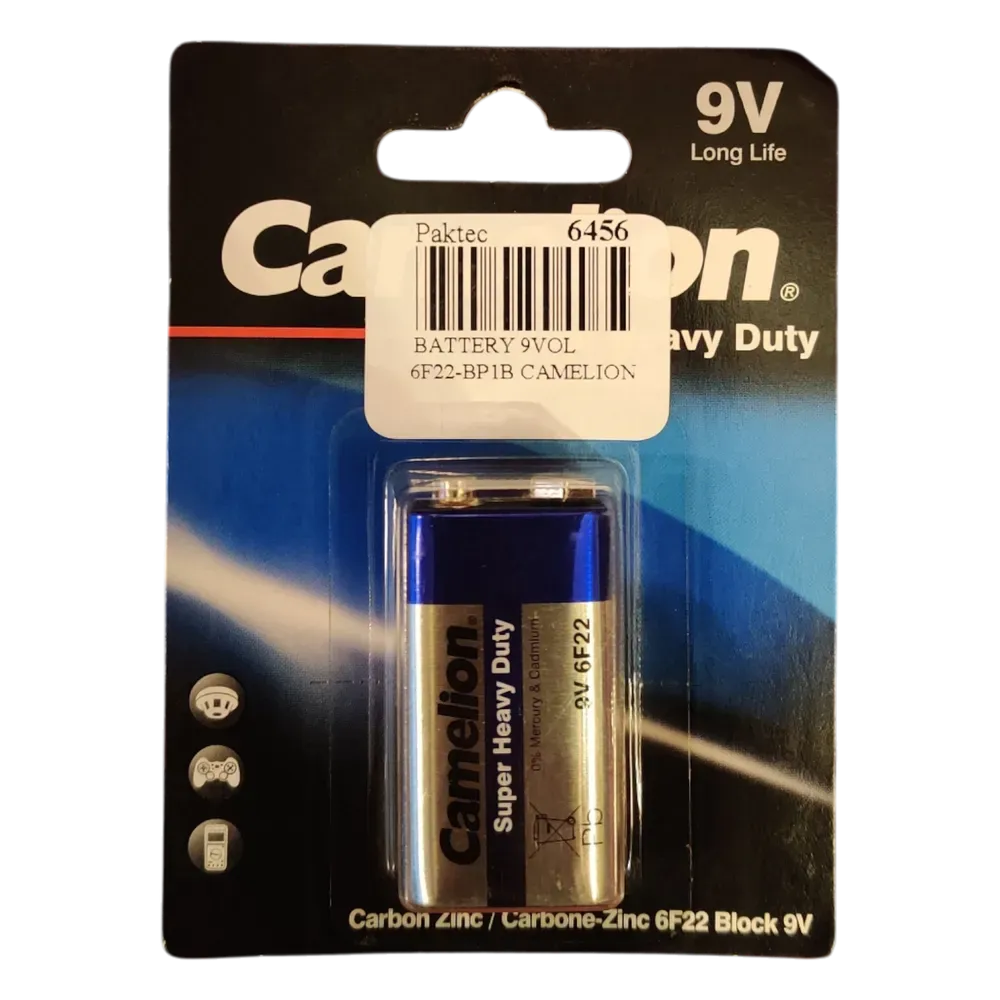 9V
Long Life
Camelion®
Paktec 6456
BATTERY 9VOL
6F22-BP1B CAMELION
avy Duty
Camelion®
Super Heavy Duty
0% Mercury & Cadmium
9V 6F22
Pb
Carbon Zinc / Carbone-Zinc 6F22 Block 9V